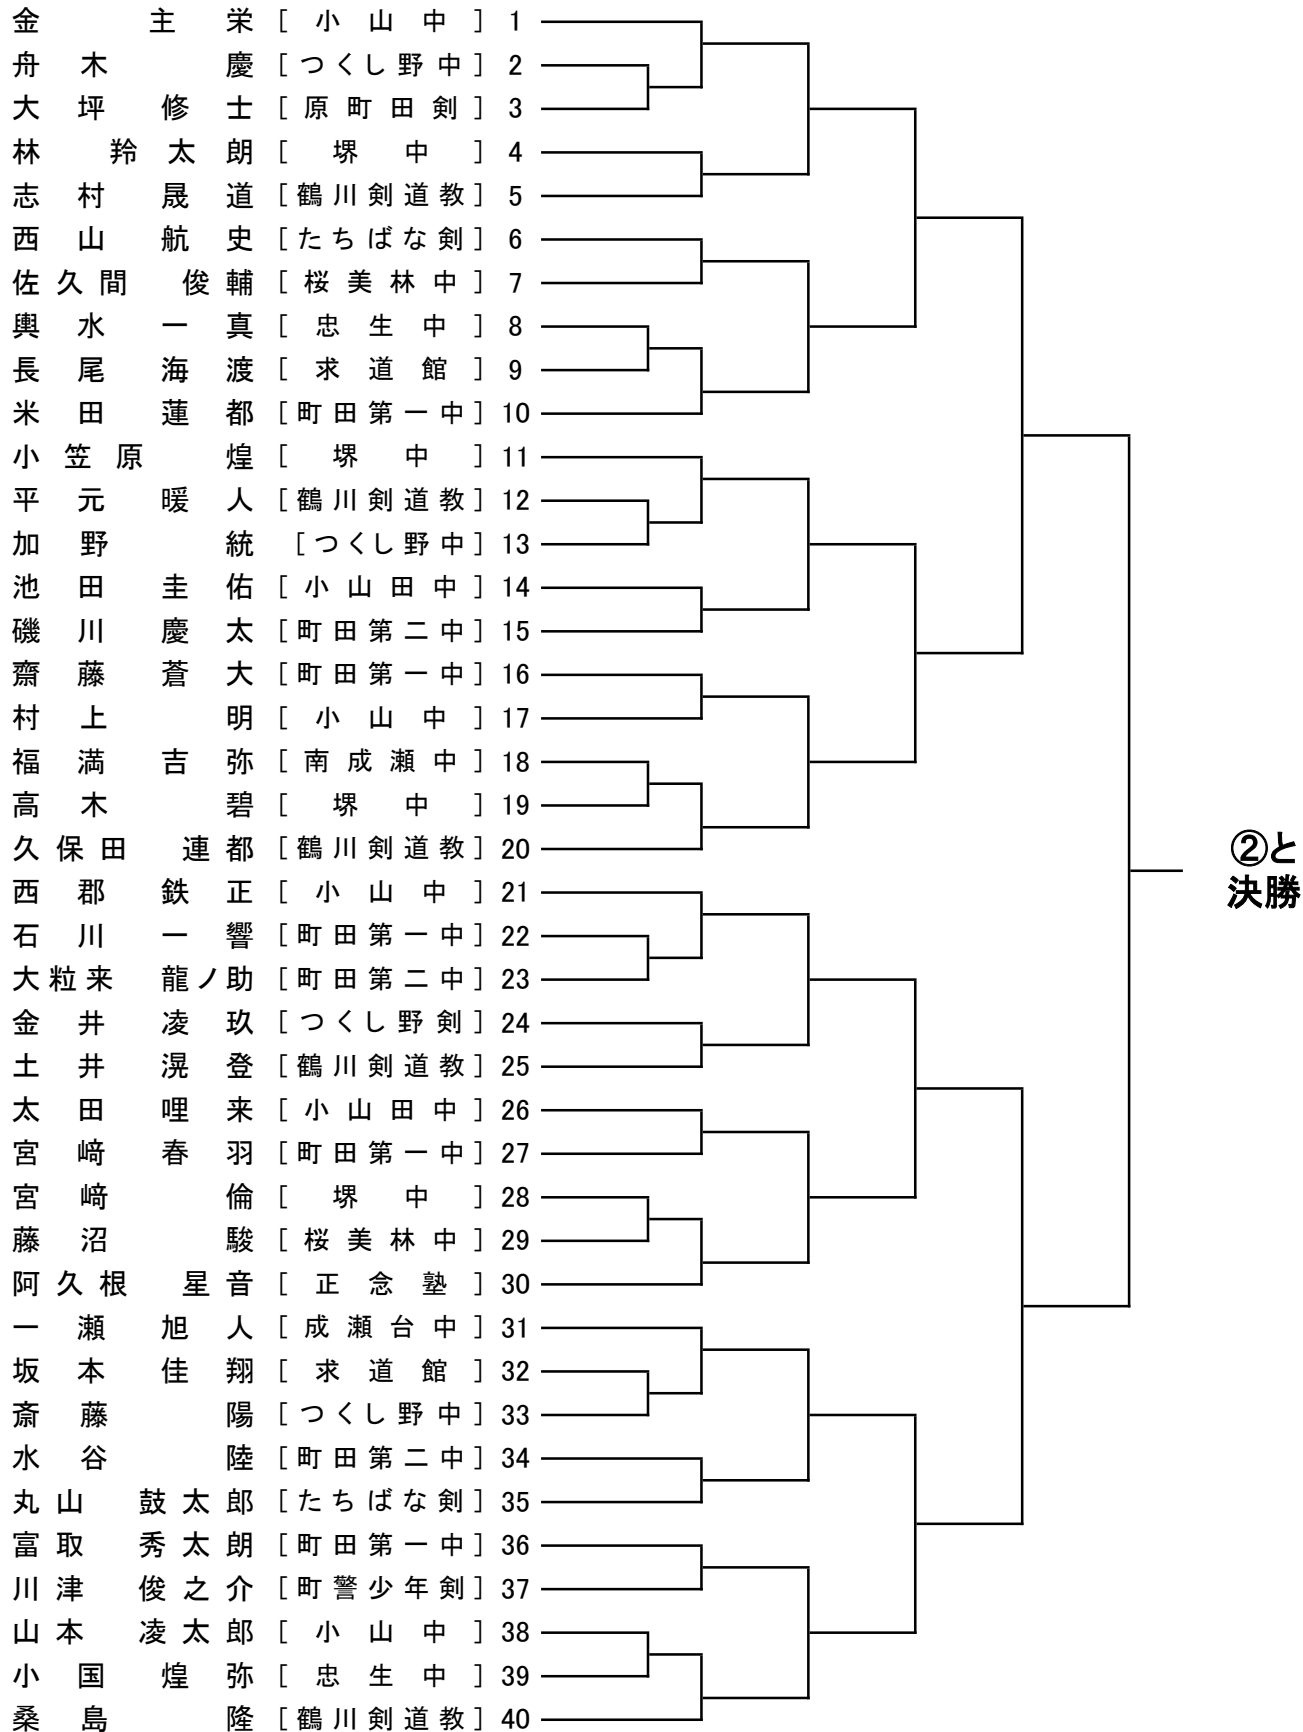 金 主 栄 [ 小 山 中 ] 1
舟 木 慶 [ つくし野中 ] 2
大 坪 修 士 [ 原町田剣 ] 3
林 羚 太 朗 [ 堺 中 ] 4
志 村 晟 道 [ 鶴川剣道教 ] 5
西 山 航 史 [ たちばな剣 ] 6
佐久間 俊輔 [ 桜美林中 ] 7
輿 水 一 真 [ 忠 生 中 ] 8
長 尾 海 渡 [ 求 道 館 ] 9
米 田 蓮 都 [ 町田第一中 ] 10
小笠原 煌 [ 堺 中 ] 11
平 元 暖 人 [ 鶴川剣道教 ] 12
加 野 統 [ つくし野中 ] 13
池 田 圭 佑 [ 小山田中 ] 14
磯 川 慶 太 [ 町田第二中 ] 15
齋 藤 蒼 大 [ 町田第一中 ] 16
村 上 明 [ 小 山 中 ] 17
福 満 吉 弥 [ 南成瀬中 ] 18
高 木 碧 [ 堺 中 ] 19
久保田 連都 [ 鶴川剣道教 ] 20
②と
決勝
西 郡 鉄 正 [ 小 山 中 ] 21
石 川 一 響 [ 町田第一中 ] 22
大粒来 龍ノ助 [ 町田第二中 ] 23
金 井 凌 玖 [ つくし野剣 ] 24
土 井 滉 登 [ 鶴川剣道教 ] 25
太 田 哩 来 [ 小山田中 ] 26
宮 﨑 春 羽 [ 町田第一中 ] 27
宮 﨑 倫 [ 堺 中 ] 28
藤 沼 駿 [ 桜美林中 ] 29
阿久根 星音 [ 正 念 塾 ] 30
一 瀬 旭 人 [ 成瀬台中 ] 31
坂 本 佳 翔 [ 求 道 館 ] 32
斎 藤 陽 [ つくし野中 ] 33
水 谷 陸 [ 町田第二中 ] 34
丸山 鼓太郎 [ たちばな剣 ] 35
富取 秀太朗 [ 町田第一中 ] 36
川津 俊之介 [ 町警少年剣 ] 37
山本 凌太郎 [ 小 山 中 ] 38
小 国 煌 弥 [ 忠 生 中 ] 39
桑 島 隆 [ 鶴川剣道教 ] 40